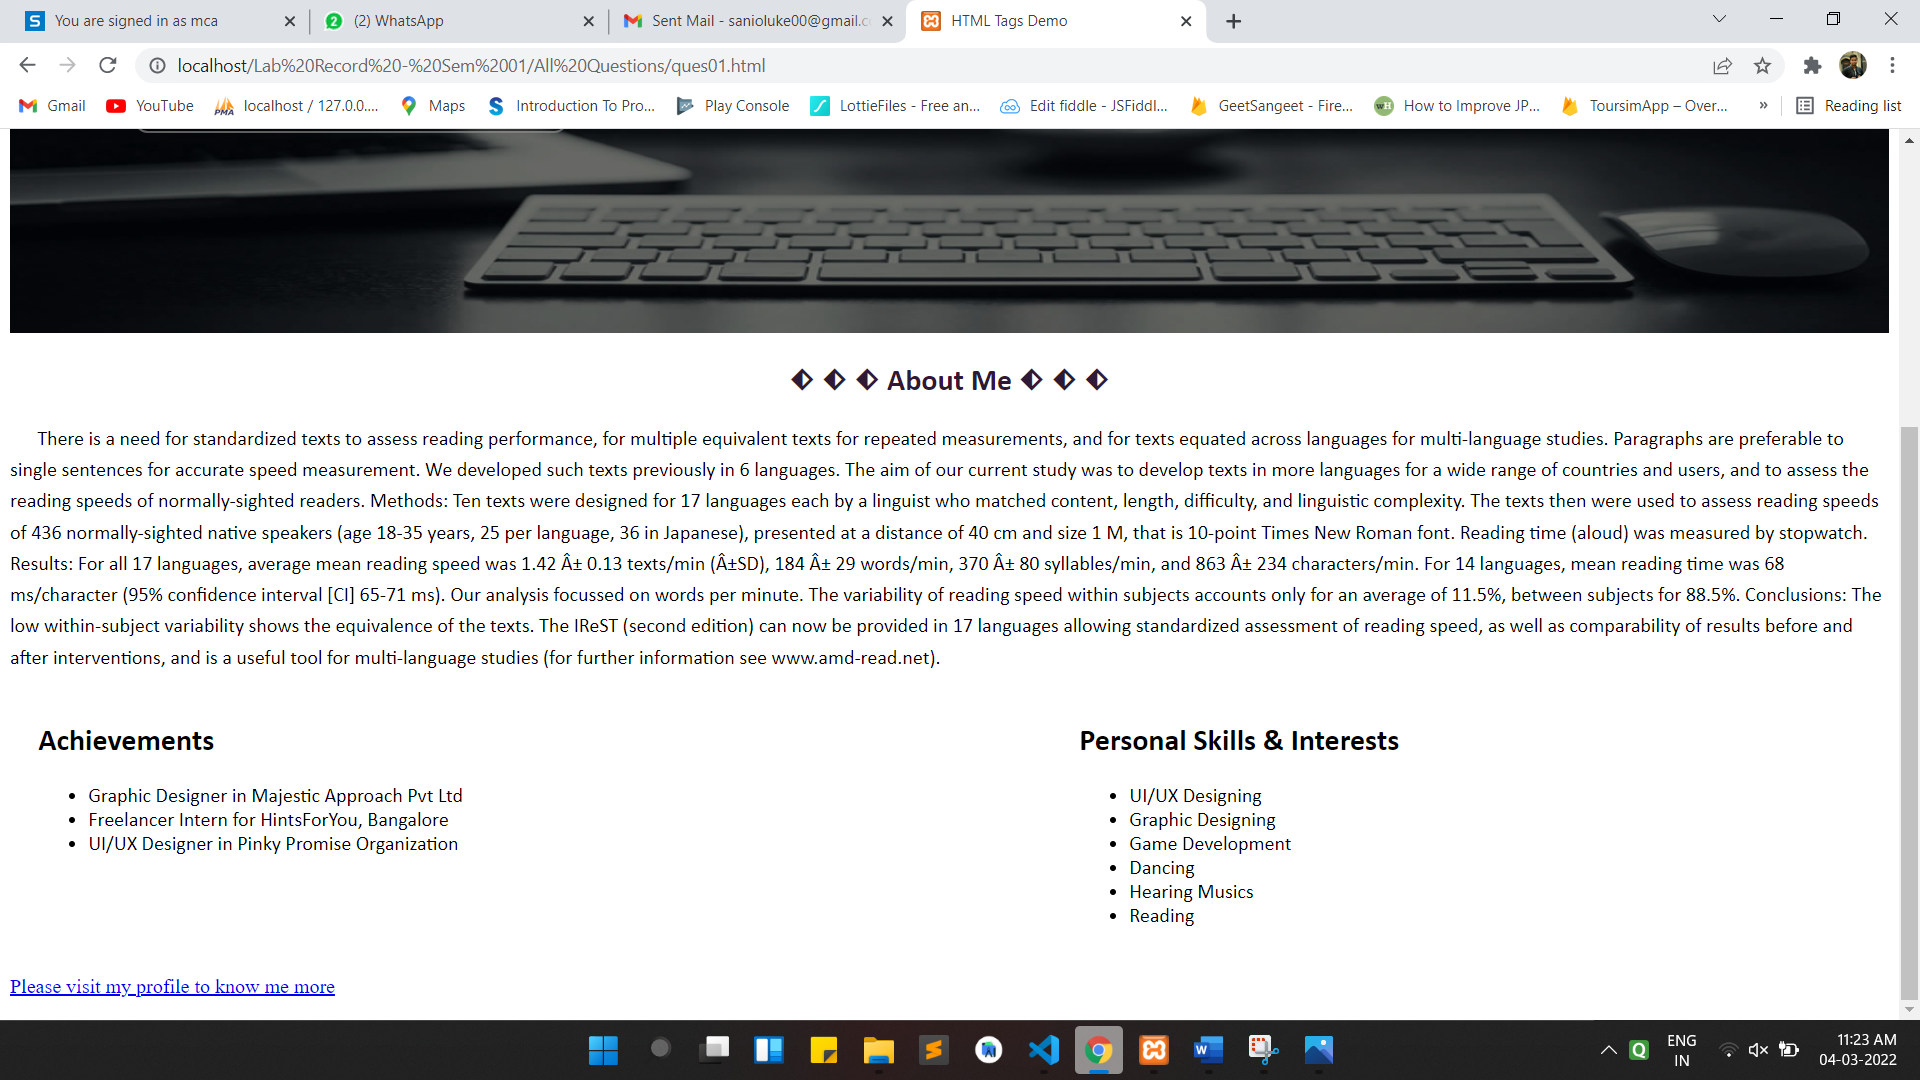 You are signed in as mca
(2) WhatsApp
Sent Mail - sanioluke00@gmail.c
HTML Tags Demo
localhost/Lab%20Record%20-%20Sem%2001/All%20Questions/ques01.html
Gmail
YouTube
localhost / 127.0.0....
Maps
Introduction To Pro...
Play Console
LottieFiles - Free an...
Edit fiddle - JSFiddl...
GeetSangeet - Fire...
How to Improve JP...
ToursimApp – Over...
»
Reading list
About Me
There is a need for standardized texts to assess reading performance, for multiple equivalent texts for repeated measurements, and for texts equated across languages for multi-language studies. Paragraphs are preferable to
single sentences for accurate speed measurement. We developed such texts previously in 6 languages. The aim of our current study was to develop texts in more languages for a wide range of countries and users, and to assess the
reading speeds of normally-sighted readers. Methods: Ten texts were designed for 17 languages each by a linguist who matched content, length, difficulty, and linguistic complexity. The texts then were used to assess reading speeds
of 436 normally-sighted native speakers (age 18-35 years, 25 per language, 36 in Japanese), presented at a distance of 40 cm and size 1 M, that is 10-point Times New Roman font. Reading time (aloud) was measured by stopwatch.
Results: For all 17 languages, average mean reading speed was 1.42 Â± 0.13 texts/min (Â±SD), 184 Â± 29 words/min, 370 Â± 80 syllables/min, and 863 Â± 234 characters/min. For 14 languages, mean reading time was 68
ms/character (95% confidence interval [CI] 65-71 ms). Our analysis focussed on words per minute. The variability of reading speed within subjects accounts only for an average of 11.5%, between subjects for 88.5%. Conclusions: The
low within-subject variability shows the equivalence of the texts. The IReST (second edition) can now be provided in 17 languages allowing standardized assessment of reading speed, as well as comparability of results before and
after interventions, and is a useful tool for multi-language studies (for further information see www.amd-read.net).
Achievements
• Graphic Designer in Majestic Approach Pvt Ltd
• Freelancer Intern for HintsForYou, Bangalore
• UI/UX Designer in Pinky Promise Organization
Personal Skills & Interests
• UI/UX Designing
• Graphic Designing
• Game Development
• Dancing
• Hearing Musics
• Reading
Please visit my profile to know me more
ENG
IN
11:23 AM
04-03-2022